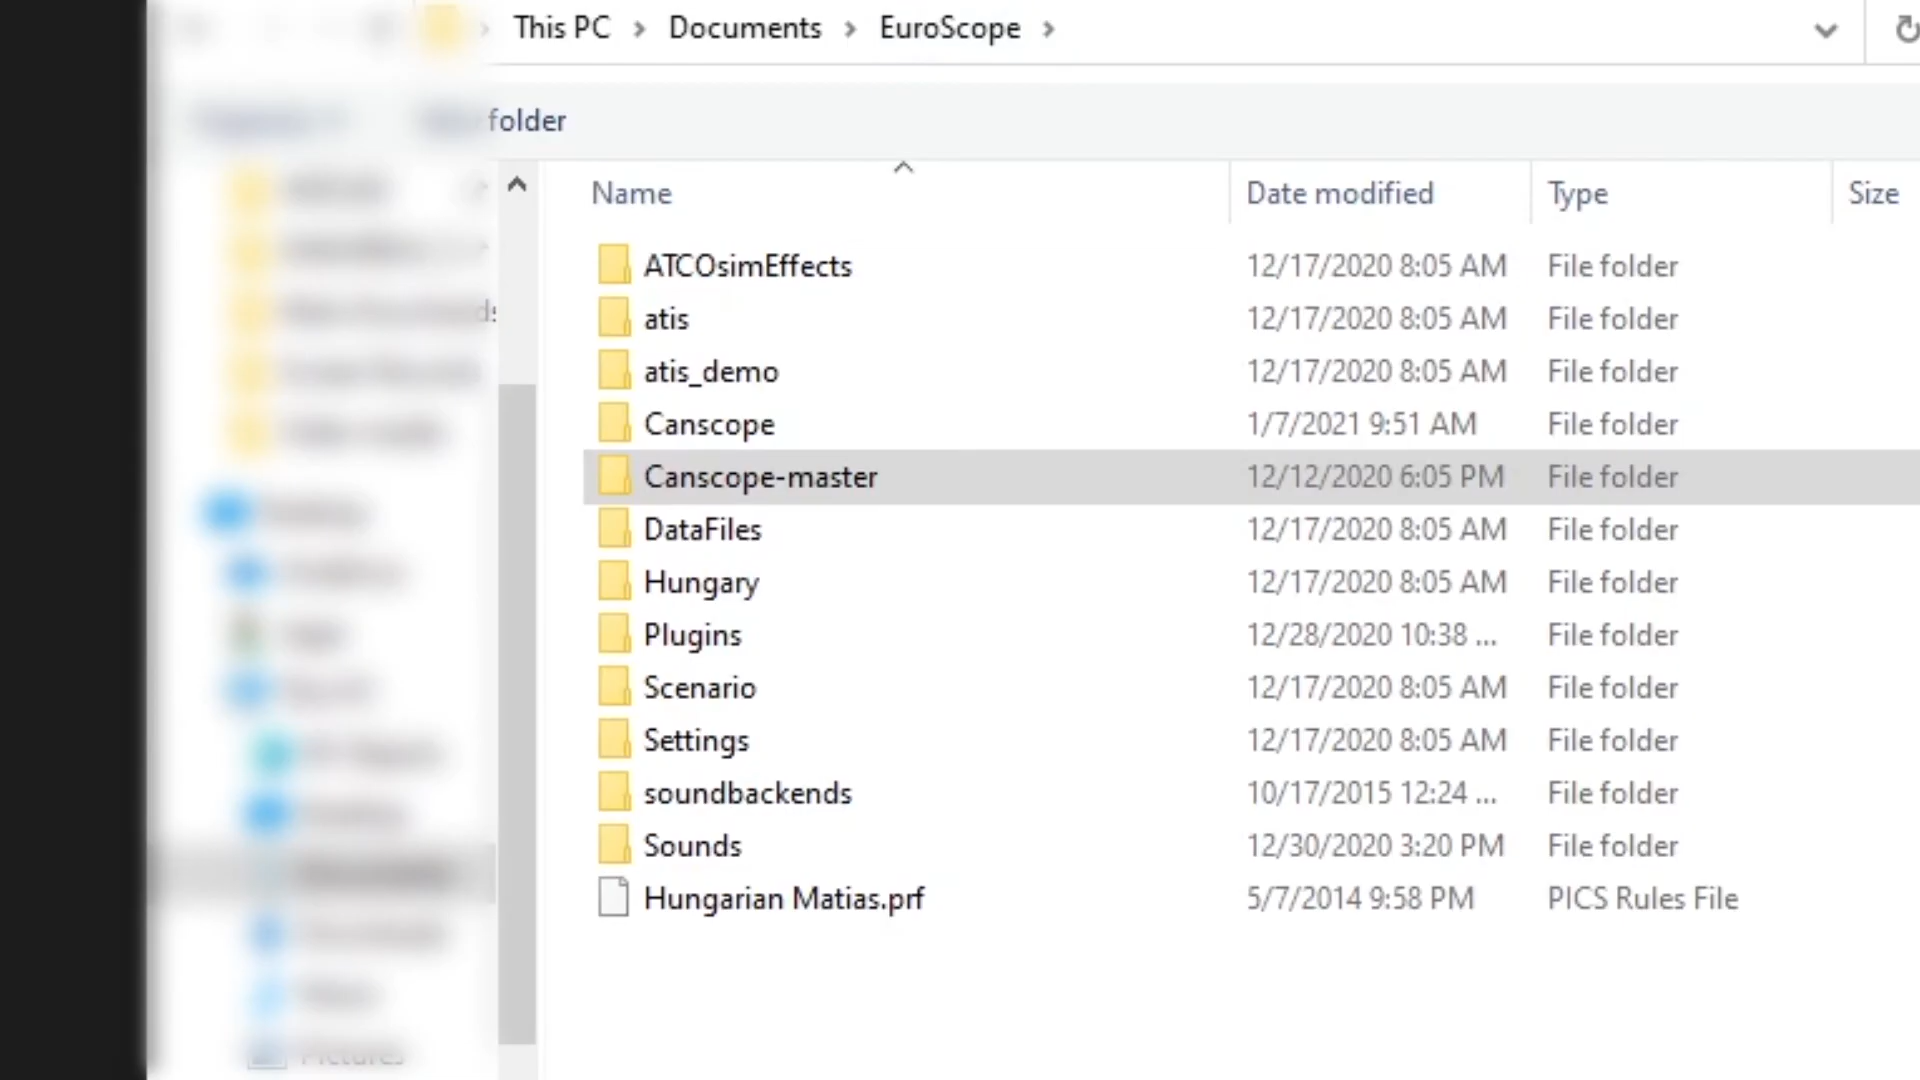 This PC > Documents > EuroScope >
folder
Name Date modified Type Size
ATCOsimEffects 12/17/2020 8:05 AM File folder
atis 12/17/2020 8:05 AM File folder
atis_demo 12/17/2020 8:05 AM File folder
Canscope 1/7/2021 9:51 AM File folder
Canscope-master 12/12/2020 6:05 PM File folder
DataFiles 12/17/2020 8:05 AM File folder
Hungary 12/17/2020 8:05 AM File folder
Plugins 12/28/2020 10:38 ... File folder
Scenario 12/17/2020 8:05 AM File folder
Settings 12/17/2020 8:05 AM File folder
soundbackends 10/17/2015 12:24 ... File folder
Sounds 12/30/2020 3:20 PM File folder
Hungarian Matias.prf 5/7/2014 9:58 PM PICS Rules File
Pictures